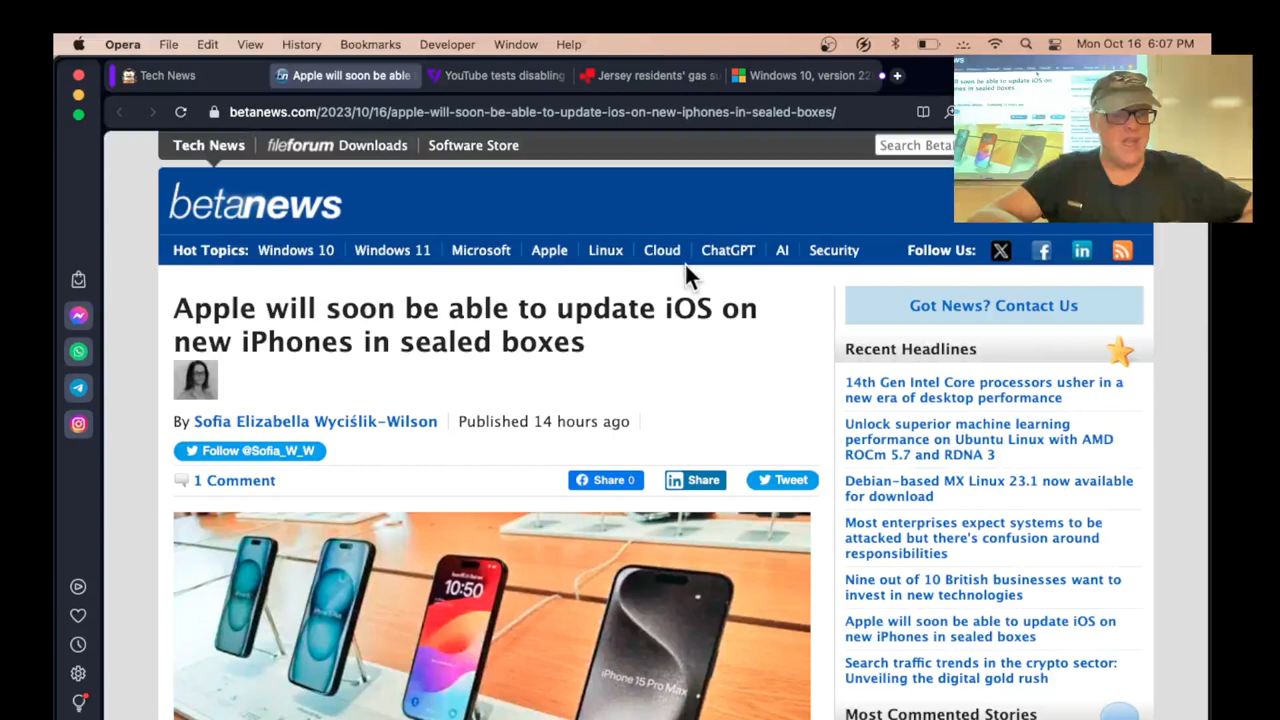 Opera File Edit View History Bookmarks Developer Window Help Mon Oct 16 6:07 PM
Tech News Apple will soon be able YouTube tests disabling Jersey residents' gas su Windows 10, version 22
/apple-will-soon-be-able-to-update-ios-on-new-iphones-in-sealed-boxes/
Tech News fileforum Downloads Software Store Search Beta
betanews
Hot Topics: Windows 10 Windows 11 Microsoft Apple Linux Cloud ChatGPT AI Security Follow Us:
Apple will soon be able to update iOS on
new iPhones in sealed boxes
By Sofia Elizabella Wyciślik-Wilson Published 14 hours ago
Follow @Sofia_W_W
1 Comment Share 0 Share Tweet
10:50
iPhone 15 Pro Max
Got News? Contact Us
Recent Headlines
14th Gen Intel Core processors usher in a
new era of desktop performance
Unlock superior machine learning
performance on Ubuntu Linux with AMD
ROCm 5.7 and RDNA 3
Debian-based MX Linux 23.1 now available
for download
Most enterprises expect systems to be
attacked but there's confusion around
responsibilities
Nine out of 10 British businesses want to
invest in new technologies
Apple will soon be able to update iOS on
new iPhones in sealed boxes
Search traffic trends in the crypto sector:
Unveiling the digital gold rush
Most Commented Stories